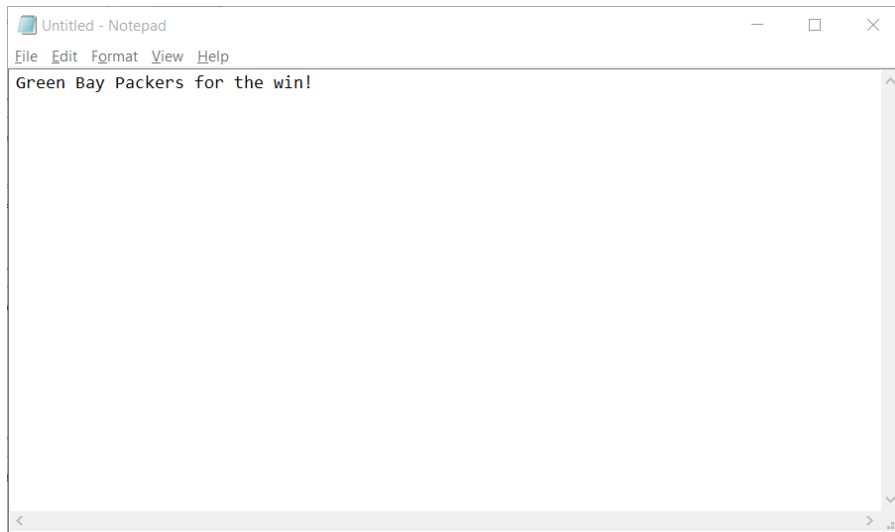 Untitled - Notepad
File Edit Format View Help
Green Bay Packers for the win!